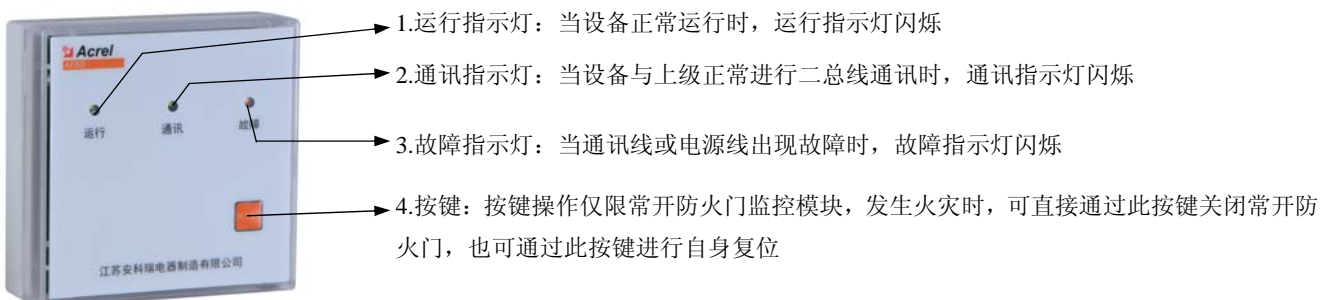 Acrel
AFRD
运行
通讯
故障
江苏安科瑞电器制造有限公司
1.运行指示灯：当设备正常运行时，运行指示灯闪烁
2.通讯指示灯：当设备与上级正常进行二总线通讯时，通讯指示灯闪烁
3.故障指示灯：当通讯线或电源线出现故障时，故障指示灯闪烁
4.按键：按键操作仅限常开防火门监控模块，发生火灾时，可直接通过此按键关闭常开防
火门，也可通过此按键进行自身复位